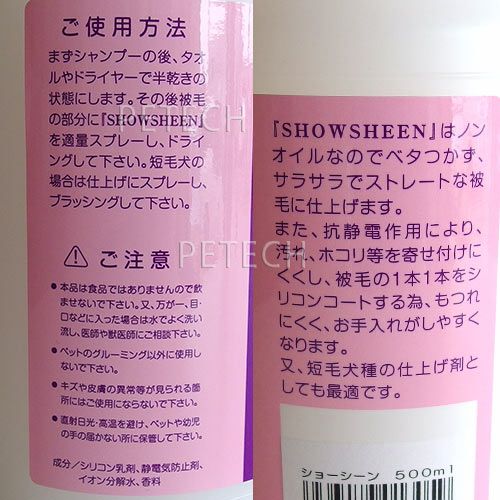 ご使用方法
まずシャンプーの後、タオ
ルやドライヤーで半乾きの
状態にします。その後被毛
の部分に『SHOWSHEEN』
を適量スプレーし、ドライ
ングして下さい。短毛犬の
場合は仕上げにスプレーし、
ブラッシングして下さい。
PETECH
ご注意
●本品は食品ではありませんので飲
ませないで下さい。又、万が一、目・
口などに入った場合は水でよく洗い
流し、医師や獣医師にご相談下さい。
●ペットのグルーミング以外に使用し
ないで下さい。
●キズや皮膚の異常等が見られる箇
所にはご使用にならないで下さい。
●直射日光・高温を避け、ペットや幼児
の手の届かない所に保管して下さい。
成分/シリコン乳剤、静電気防止剤、
イオン分解水、香料
『SHOWSHEEN』はノン
オイルなのでベタつかず、
サラサラでストレートな被
毛に仕上げます。
また、抗静電作用により、
汚れ、ホコリ等を寄せ付けに
くくし、被毛の1本1本をシ
リコンコートする為、もつれ
にくく、お手入れがしやすく
なります。
又、短毛犬種の仕上げ剤と
しても最適です。
PETECH
ショーシーン 500ml